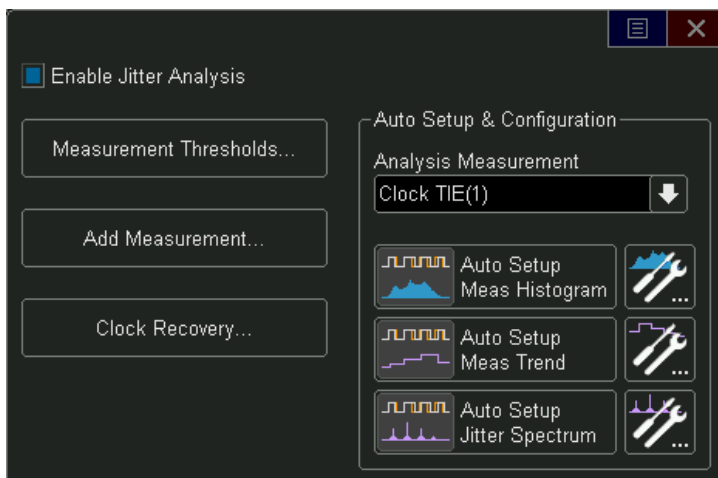 Enable Jitter Analysis
Measurement Thresholds...
Add Measurement...
Clock Recovery...
Auto Setup & Configuration
Analysis Measurement
Clock TIE(1)
Auto Setup
Meas Histogram
...
Auto Setup
Meas Trend
...
Auto Setup
Jitter Spectrum
...